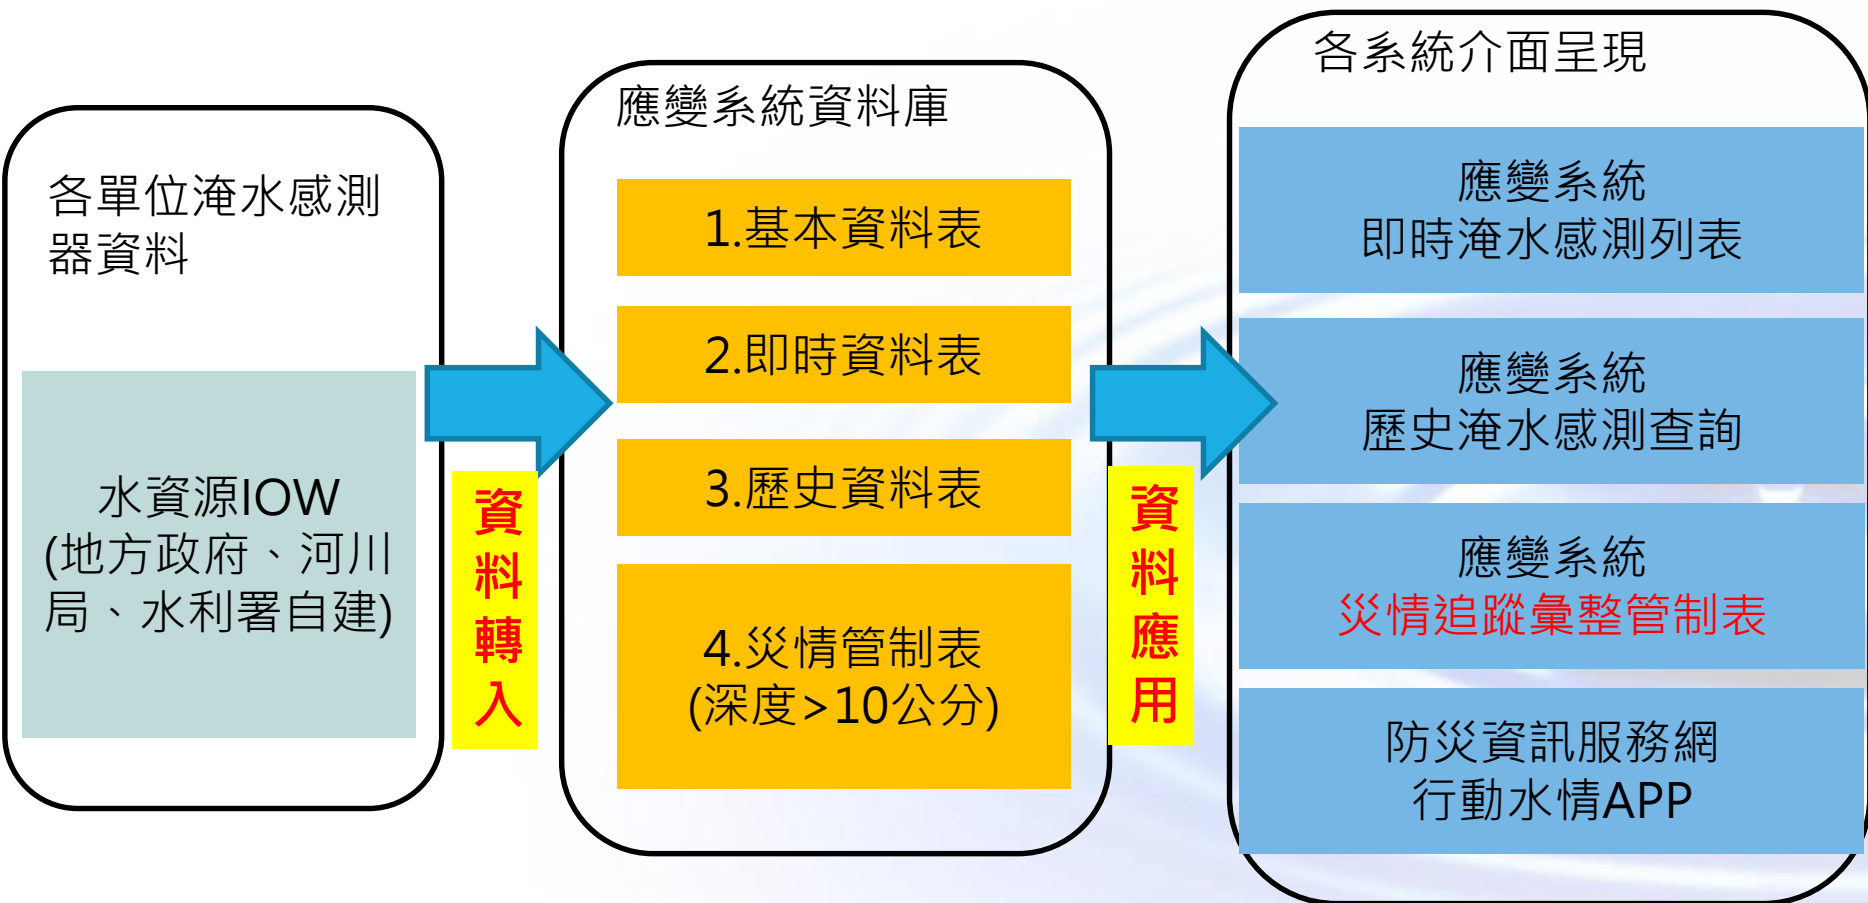 各單位淹水感測
器資料
水資源IOW
(地方政府、河川
局、水利署自建)
資料轉入
應變系統資料庫
1.基本資料表
2.即時資料表
3.歷史資料表
4.災情管制表
(深度>10公分)
資料應用
各系統介面呈現
應變系統
即時淹水感測列表
應變系統
歷史淹水感測查詢
應變系統
災情追蹤彙整管制表
防災資訊服務網
行動水情APP